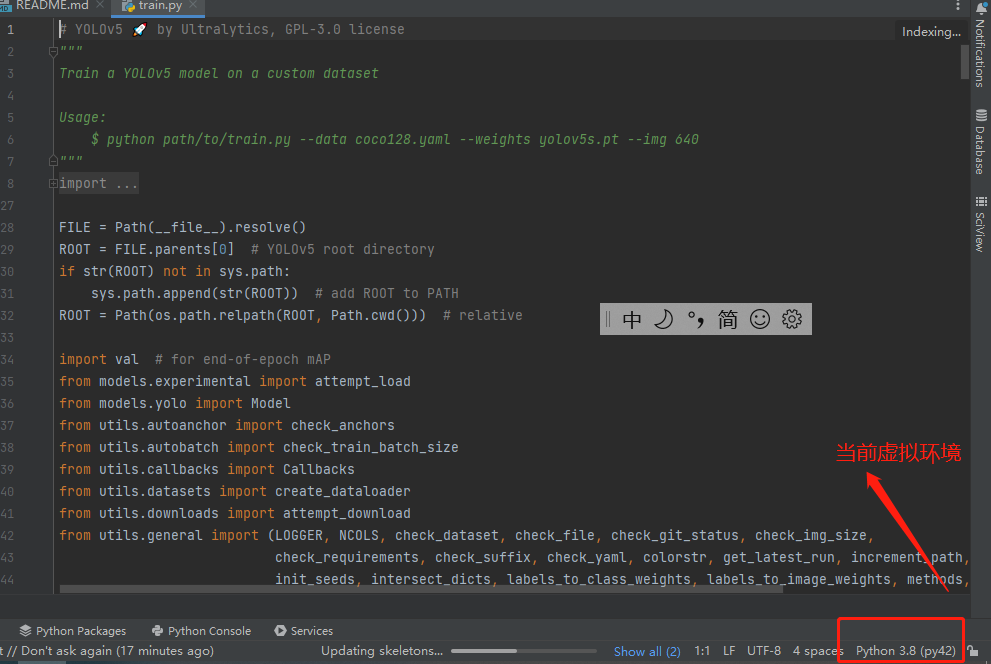 README.md
train.py
1 # YOLOv5 🚀 by Ultralytics, GPL-3.0 license
Indexing...
2 """
3 Train a YOLOv5 model on a custom dataset
4
5 Usage:
6 $ python path/to/train.py --data coco128.yaml --weights yolov5s.pt --img 640
7 """
8 import ...
27
28 FILE = Path(__file__).resolve()
29 ROOT = FILE.parents[0]  # YOLOv5 root directory
30 if str(ROOT) not in sys.path:
31 sys.path.append(str(ROOT))  # add ROOT to PATH
32 ROOT = Path(os.path.relpath(ROOT, Path.cwd()))  # relative
33
34 import val  # for end-of-epoch mAP
35 from models.experimental import attempt_load
36 from models.yolo import Model
37 from utils.autoanchor import check_anchors
38 from utils.autobatch import check_train_batch_size
39 from utils.callbacks import Callbacks
40 from utils.datasets import create_dataloader
41 from utils.downloads import attempt_download
42 from utils.general import (LOGGER, NCOLS, check_dataset, check_file, check_git_status, check_img_size,
43 check_requirements, check_suffix, check_yaml, colorstr, get_latest_run, increment_path,
44 init_seeds, intersect_dicts, labels_to_class_weights, labels_to_image_weights, methods,
中 °, 简
当前虚拟环境
Notifications
Database
SciView
Python Packages
Python Console
Services
t // Don't ask again (17 minutes ago)
Updating skeletons...
Show all (2)
1:1
LF
UTF-8
4 spaces
Python 3.8 (py42)